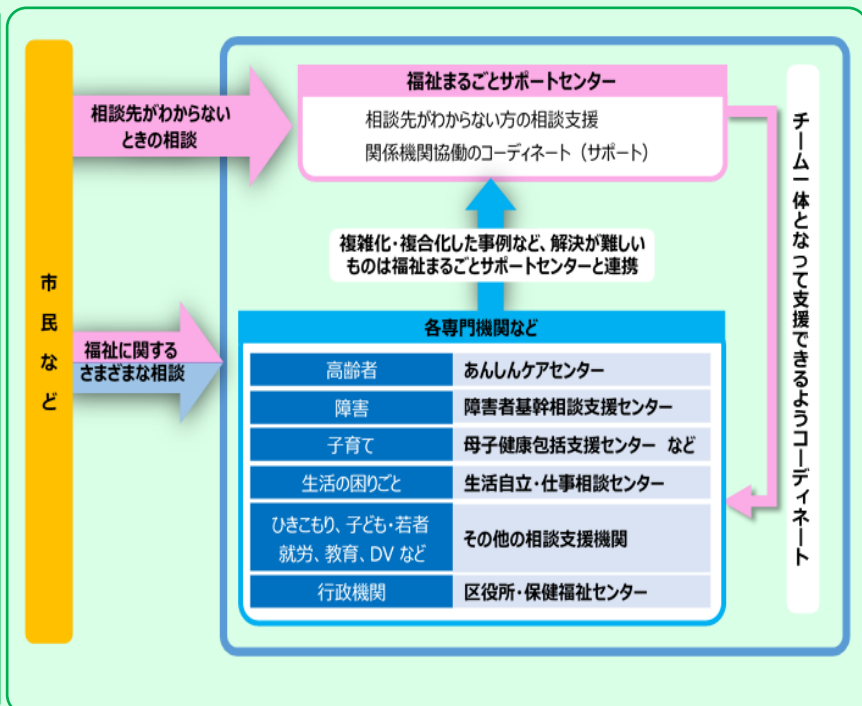 市民など
相談先がわからない
ときの相談
福祉に関する
さまざまな相談
福祉まるごとサポートセンター
相談先がわからない方の相談支援
関係機関協働のコーディネート（サポート）
複雑化・複合化した事例など、解決が難しい
ものは福祉まるごとサポートセンターと連携
各専門機関など
高齢者 あんしんケアセンター
障害 障害者基幹相談支援センター
子育て 母子健康包括支援センター など
生活の困りごと 生活自立・仕事相談センター
ひきこもり、子ども・若者
就労、教育、DV など
その他の相談支援機関
行政機関 区役所・保健福祉センター
チーム一体となって支援できるようコーディネート